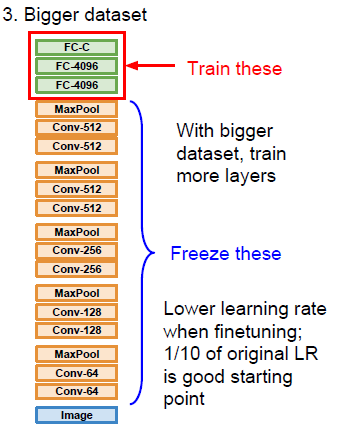 3. Bigger dataset
FC-C
FC-4096
FC-4096
Train these
MaxPool
Conv-512
Conv-512
MaxPool
Conv-512
Conv-512
MaxPool
Conv-256
Conv-256
MaxPool
Conv-128
Conv-128
MaxPool
Conv-64
Conv-64
Image
With bigger
dataset, train
more layers
Freeze these
Lower learning rate
when finetuning;
1/10 of original LR
is good starting
point